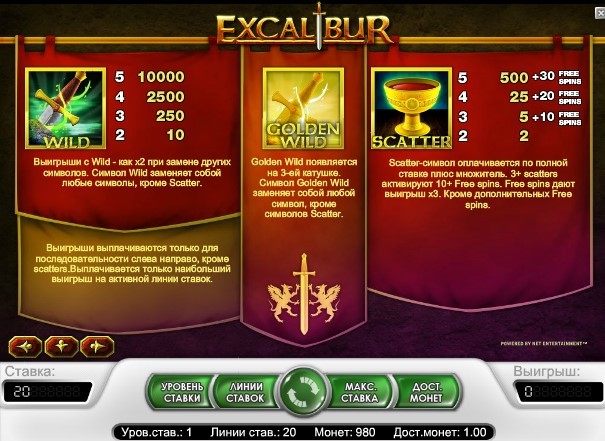 EXCALIBUR
5 10000
4 2500
3 250
2 10
WILD
Выигрыши с Wild - как x2 при замене других
символов. Символ Wild заменяет собой
любые символы, кроме Scatter.
GOLDEN
WILD
Golden Wild появляется
на 3-ей катушке.
Символ Golden Wild
заменяет собой любой
символ, кроме
символов Scatter.
5 500 +30 FREE SPINS
4 25 +20 FREE SPINS
3 5 +10 FREE SPINS
2 2
SCATTER
Scatter-символ оплачивается по полной
ставке плюс множитель. 3+ scatters
активируют 10+ Free spins. Free spins дают
выигрыш x3. Кроме дополнительных Free
spins.
Выигрыши выплачиваются только для
последовательности слева направо, кроме
scatters.Выплачивается только наибольший
выигрыш на активной линии ставок.
POWERED BY NET ENTERTAINMENT™
Ставка:
20
УРОВЕНЬ
СТАВКИ
ЛИНИИ
СТАВОК
МАКС.
СТАВКА
ДОСТ.
МОНЕТ
Выигрыш:
0
Уров.став.: 1 Линии став.: 20 Монет: 980 Дост.монет: 1.00